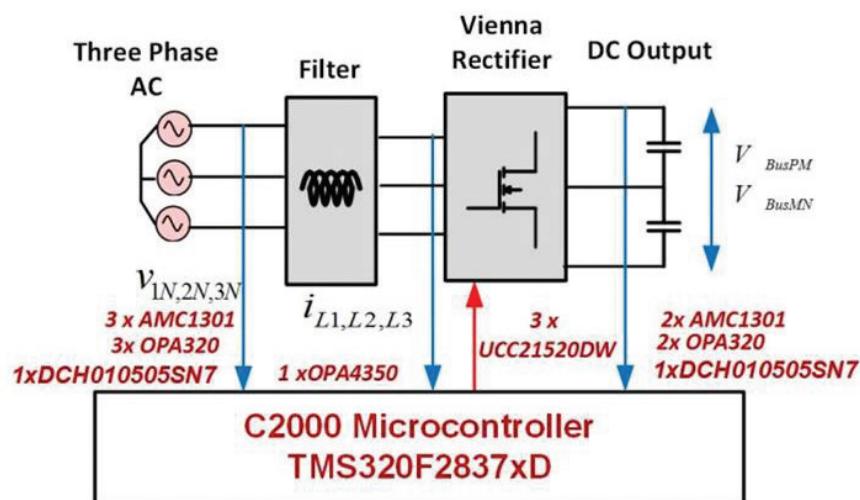 Three Phase
AC
Filter
Vienna
Rectifier
DC Output
V BusPM
V BusMN
v1N,2N,3N
iL1,L2,L3
3 x AMC1301
3x OPA320
1xDCH010505SN7
1 xOPA4350
3 x
UCC21520DW
2x AMC1301
2x OPA320
1xDCH010505SN7
C2000 Microcontroller
TMS320F2837xD